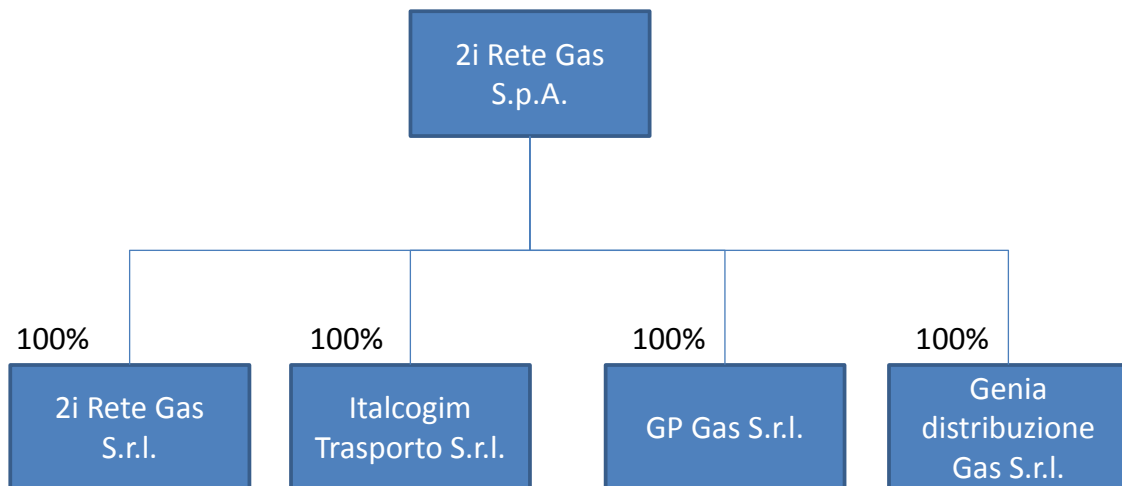 2i Rete Gas
S.p.A.
100%
100%
100%
100%
2i Rete Gas
S.r.l.
Italcogim
Trasporto S.r.l.
GP Gas S.r.l.
Genia
distribuzione
Gas S.r.l.